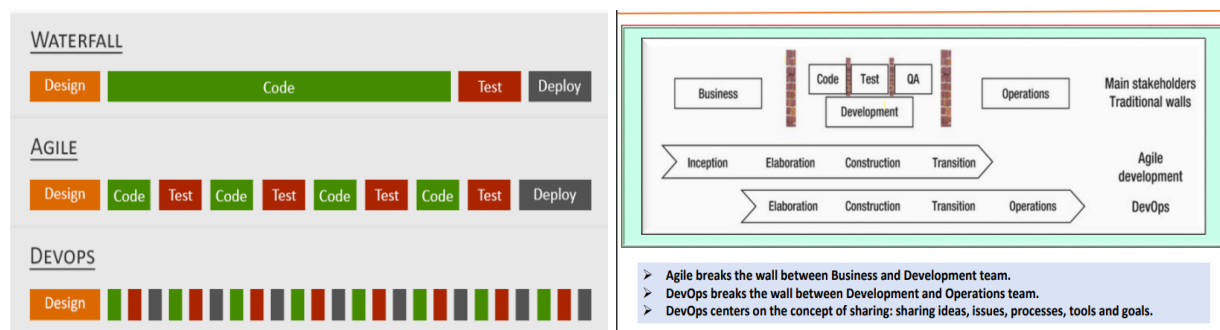 WATERFALL
Design Code Test Deploy
AGILE
Design Code Test Code Test Code Test Code Test Deploy
DEVOPS
Design
Business
Code Test QA
Development
Operations
Main stakeholders
Traditional walls
Inception Elaboration Construction Transition
Agile
development
Elaboration Construction Transition Operations
DevOps
➢ Agile breaks the wall between Business and Development team.
➢ DevOps breaks the wall between Development and Operations team.
➢ DevOps centers on the concept of sharing: sharing ideas, issues, processes, tools and goals.